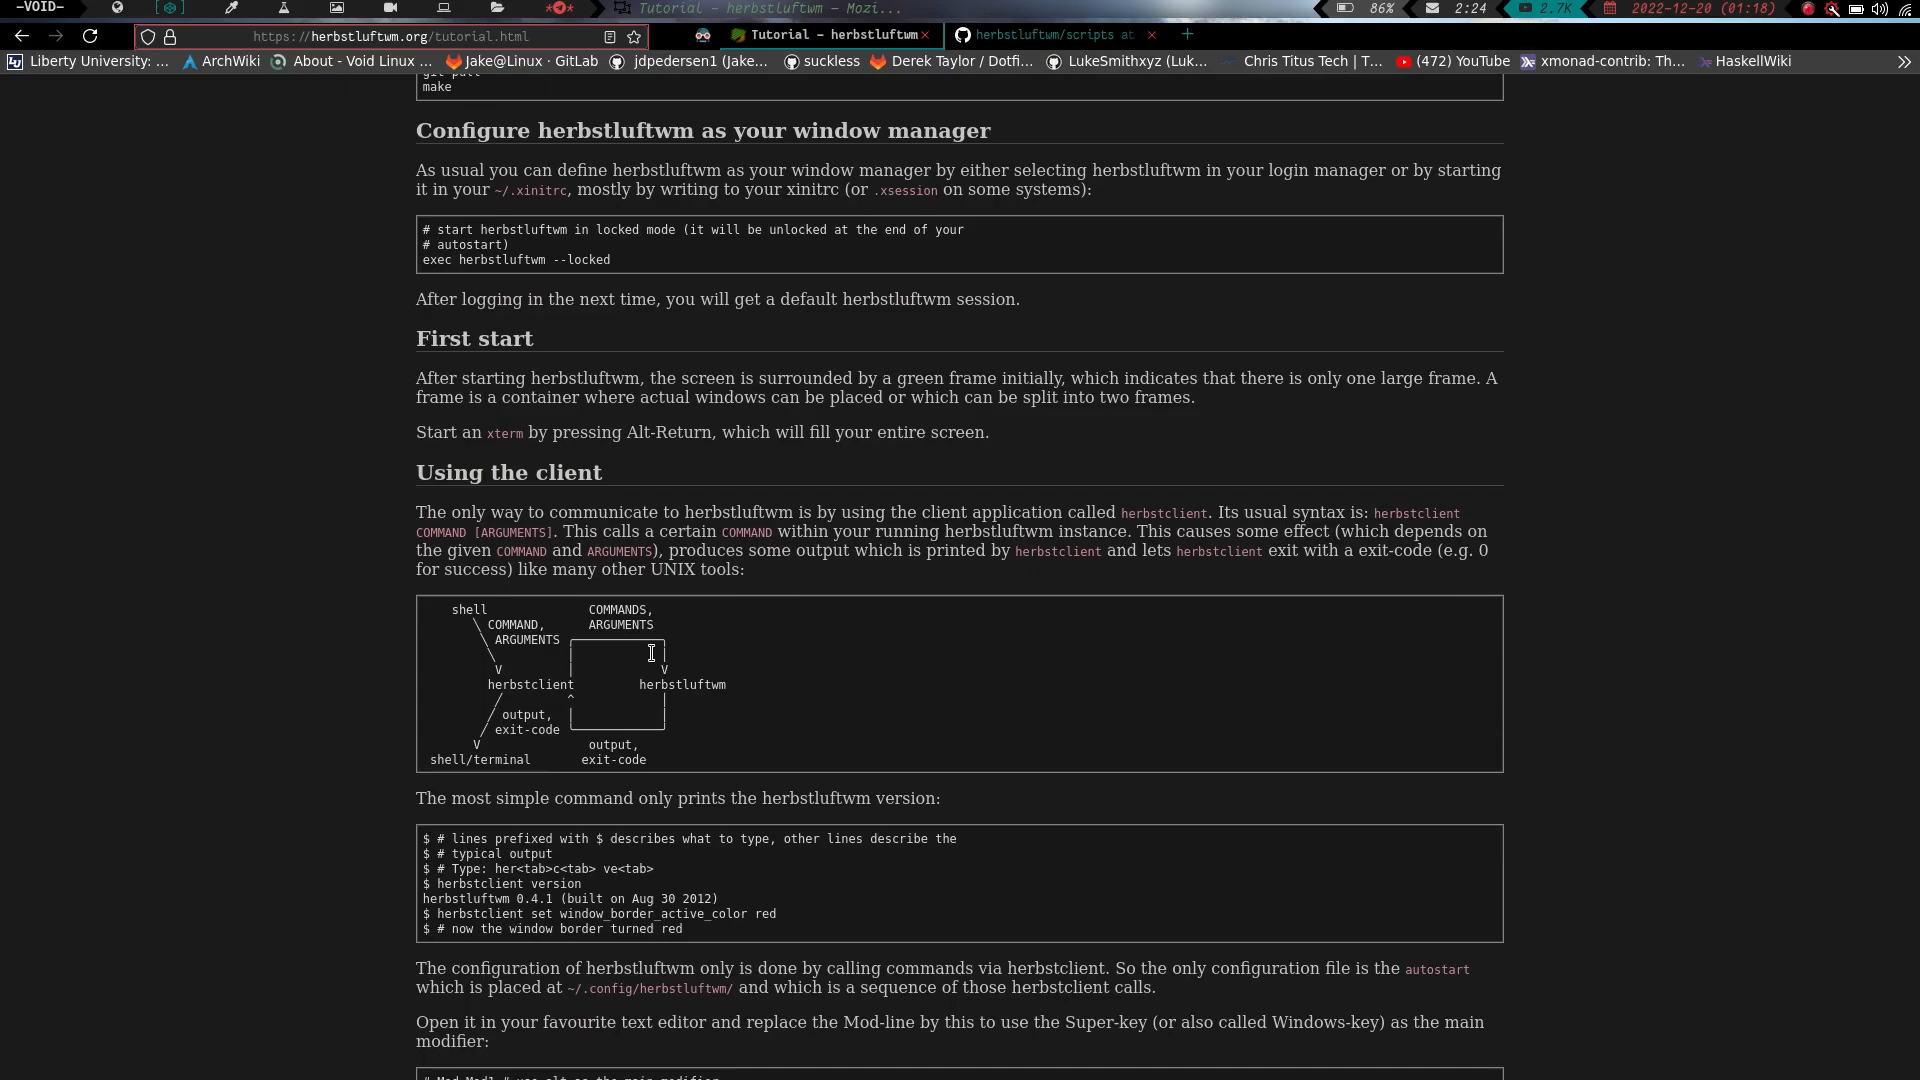 -VOID-
Tutorial - herbstluftwm - Mozi...
86%
2:24
2.7K
2022-12-20 (01:18)
https://herbstluftwm.org/tutorial.html
Tutorial - herbstluftwm
herbstluftwm/scripts at
Liberty University: ...
ArchWiki
About - Void Linux ...
Jake@Linux · GitLab
jdpedersen1 (Jake...
suckless
Derek Taylor / Dotfi...
LukeSmithxyz (Luk...
Chris Titus Tech | T...
(472) YouTube
xmonad-contrib: Th...
HaskellWiki
git pull
make
Configure herbstluftwm as your window manager
As usual you can define herbstluftwm as your window manager by either selecting herbstluftwm in your login manager or by starting
it in your ~/.xinitrc, mostly by writing to your xinitrc (or .xsession on some systems):
# start herbstluftwm in locked mode (it will be unlocked at the end of your
# autostart)
exec herbstluftwm --locked
After logging in the next time, you will get a default herbstluftwm session.
First start
After starting herbstluftwm, the screen is surrounded by a green frame initially, which indicates that there is only one large frame. A
frame is a container where actual windows can be placed or which can be split into two frames.
Start an xterm by pressing Alt-Return, which will fill your entire screen.
Using the client
The only way to communicate to herbstluftwm is by using the client application called herbstclient. Its usual syntax is: herbstclient
COMMAND [ARGUMENTS]. This calls a certain COMMAND within your running herbstluftwm instance. This causes some effect (which depends on
the given COMMAND and ARGUMENTS), produces some output which is printed by herbstclient and lets herbstclient exit with a exit-code (e.g. 0
for success) like many other UNIX tools:
shell COMMANDS,
COMMAND, ARGUMENTS
ARGUMENTS
V V
herbstclient herbstluftwm
^
output,
exit-code
V output,
shell/terminal exit-code
The most simple command only prints the herbstluftwm version:
$ # lines prefixed with $ describes what to type, other lines describe the
$ # typical output
$ # Type: her<tab>c<tab> ve<tab>
$ herbstclient version
herbstluftwm 0.4.1 (built on Aug 30 2012)
$ herbstclient set window_border_active_color red
$ # now the window border turned red
The configuration of herbstluftwm only is done by calling commands via herbstclient. So the only configuration file is the autostart
which is placed at ~/.config/herbstluftwm/ and which is a sequence of those herbstclient calls.
Open it in your favourite text editor and replace the Mod-line by this to use the Super-key (or also called Windows-key) as the main
modifier: